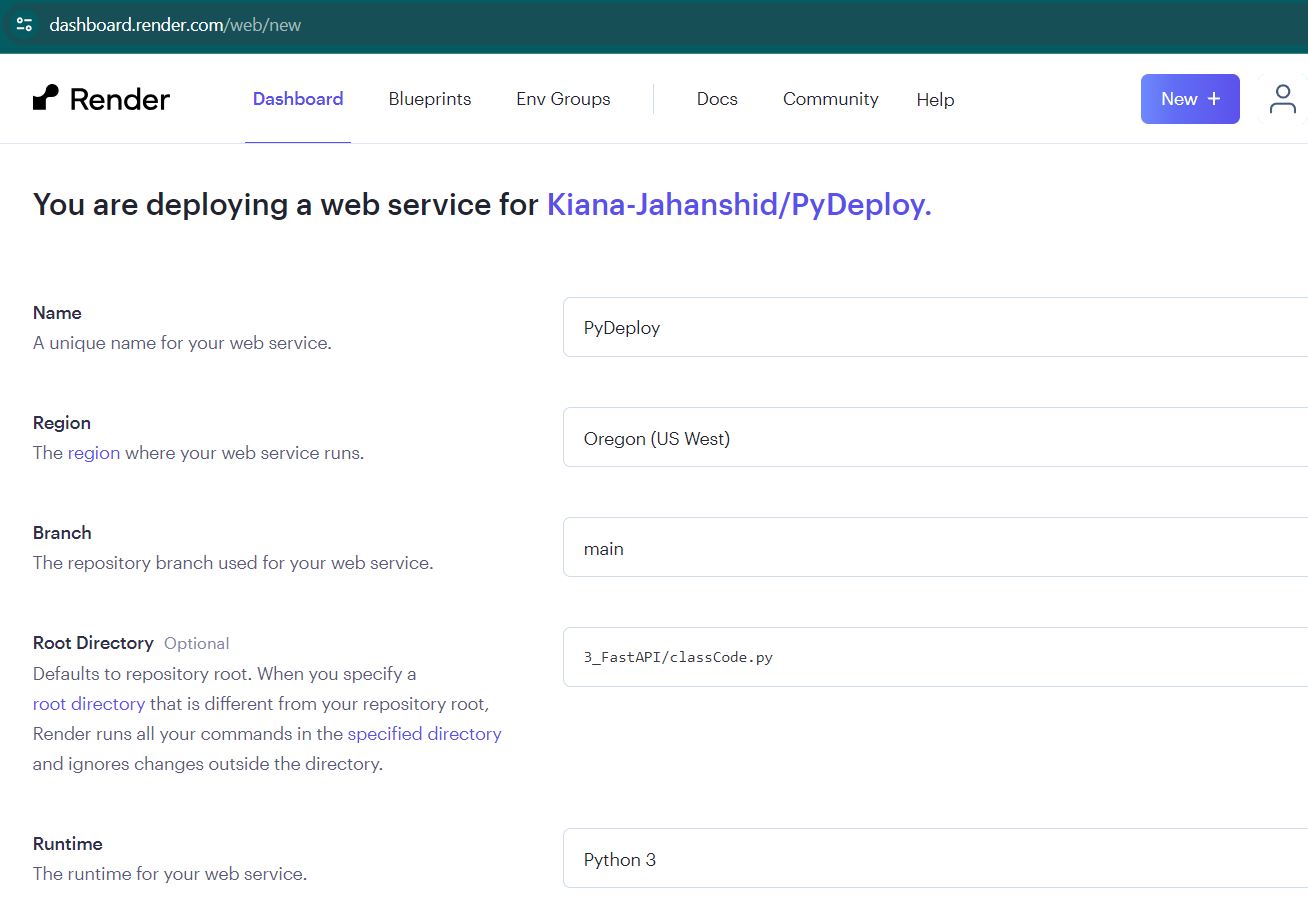 dashboard.render.com/web/new
Render Dashboard Blueprints Env Groups Docs Community Help New +
You are deploying a web service for Kiana-Jahanshid/PyDeploy.
Name
A unique name for your web service.
PyDeploy
Region
The region where your web service runs.
Oregon (US West)
Branch
The repository branch used for your web service.
main
Root Directory Optional
Defaults to repository root. When you specify a
root directory that is different from your repository root,
Render runs all your commands in the specified directory
and ignores changes outside the directory.
3_FastAPI/classCode.py
Runtime
The runtime for your web service.
Python 3